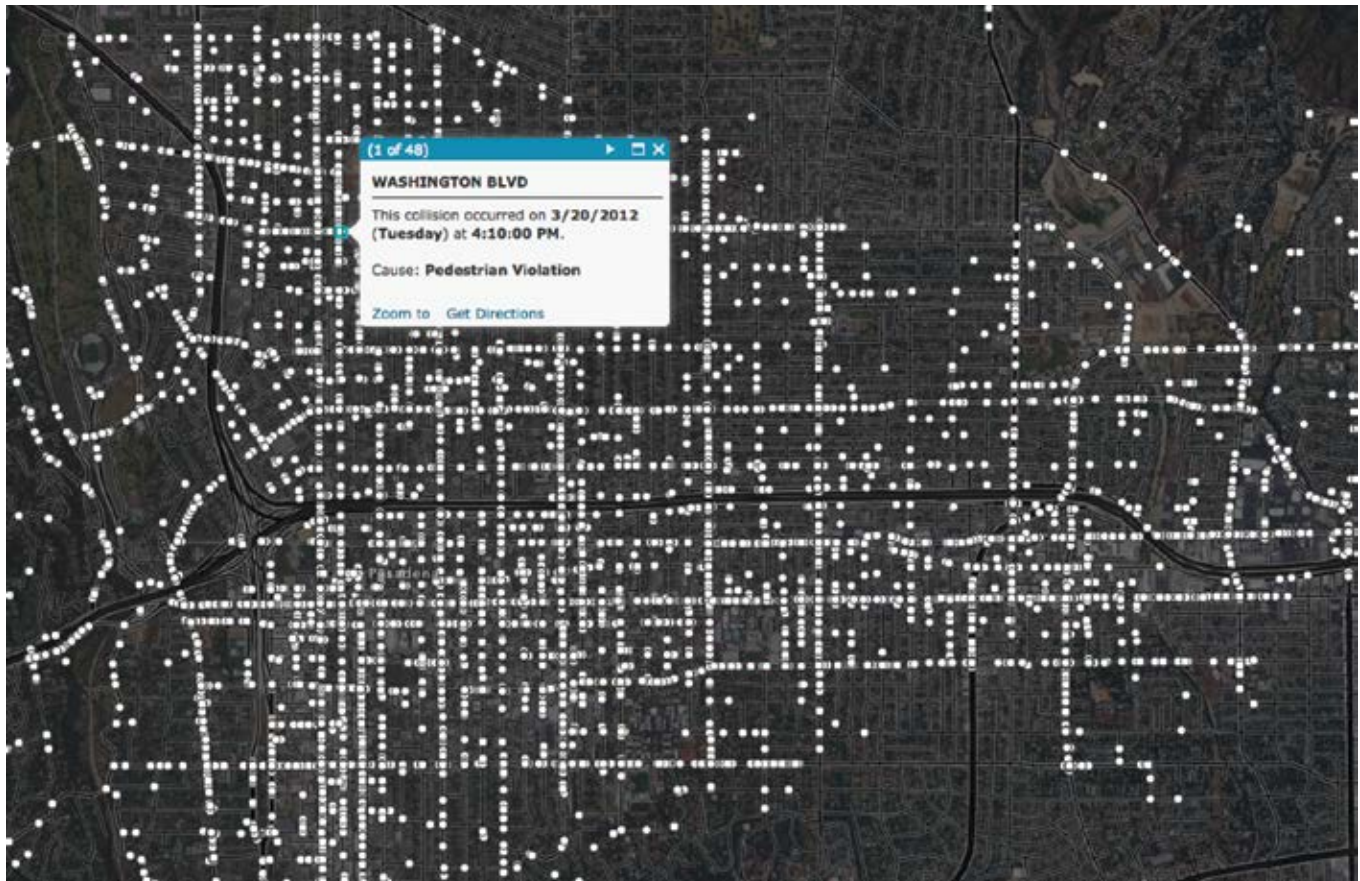 (1 of 48)
WASHINGTON BLVD
This collision occurred on 3/20/2012
(Tuesday) at 4:10:00 PM.
Cause: Pedestrian Violation
Zoom to Get Directions
Pasadena